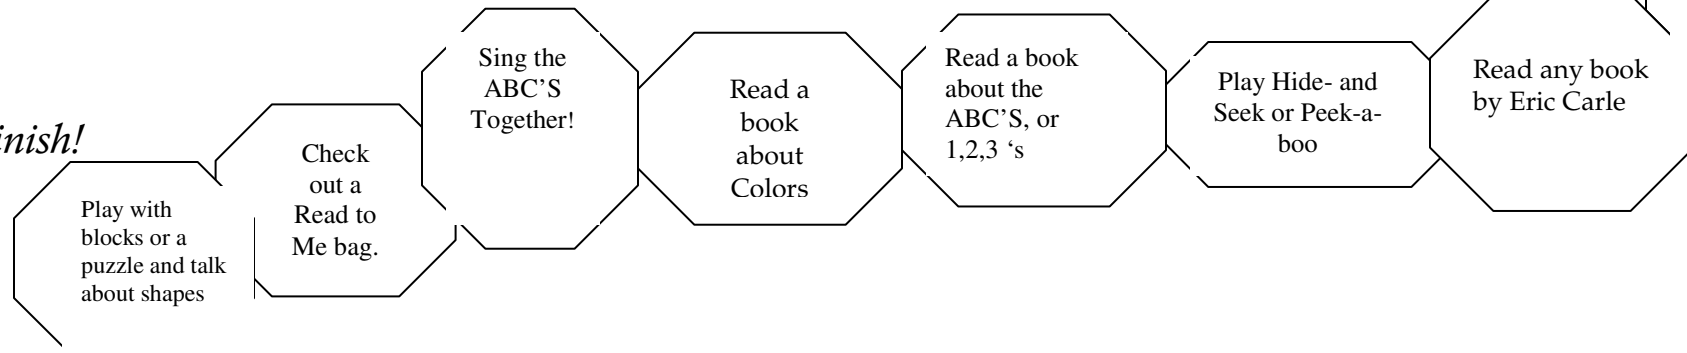 inish!
Play with
blocks or a
puzzle and talk
about shapes
Check
out a
Read to
Me bag.
Sing the
ABC'S
Together!
Read a
book
about
Colors
Read a book
about the
ABC'S, or
1,2,3 ‘s
Play Hide- and
Seek or Peek-a-
boo
Read any book
by Eric Carle